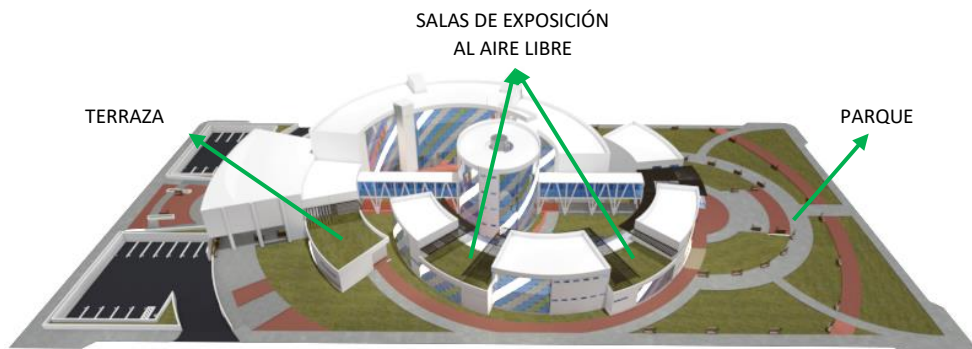 SALAS DE EXPOSICIÓN
AL AIRE LIBRE
TERRAZA
PARQUE